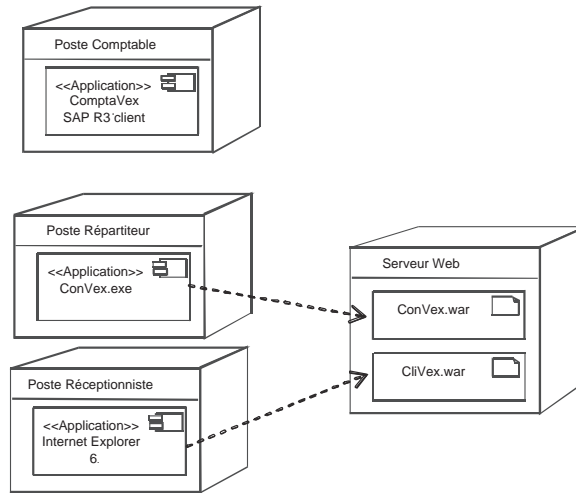 Poste Comptable
<<Application>>
ComptaVex
SAP R3 client
Poste Répartiteur
<<Application>>
ConVex.exe
Poste Réceptionniste
<<Application>>
Internet Explorer
6.
Serveur Web
ConVex.war
CliVex.war